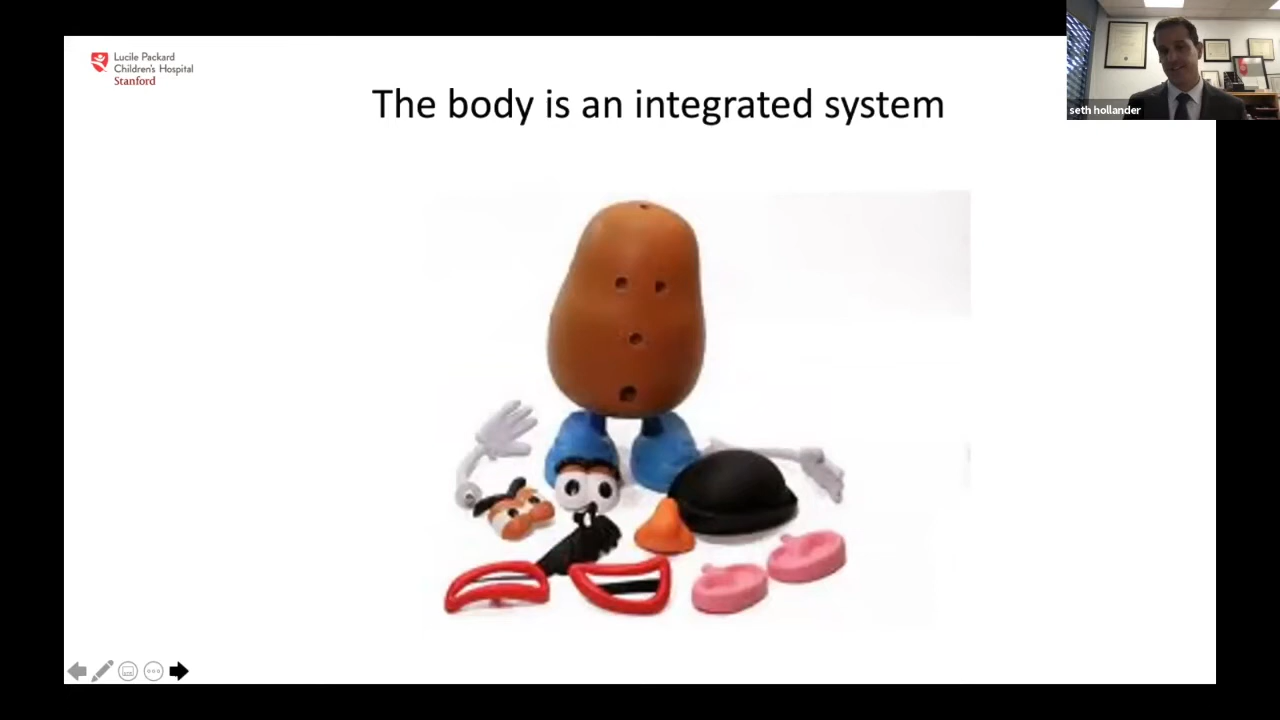 Lucile Packard
Children's Hospital
Stanford
The body is an integrated system
seth hollander